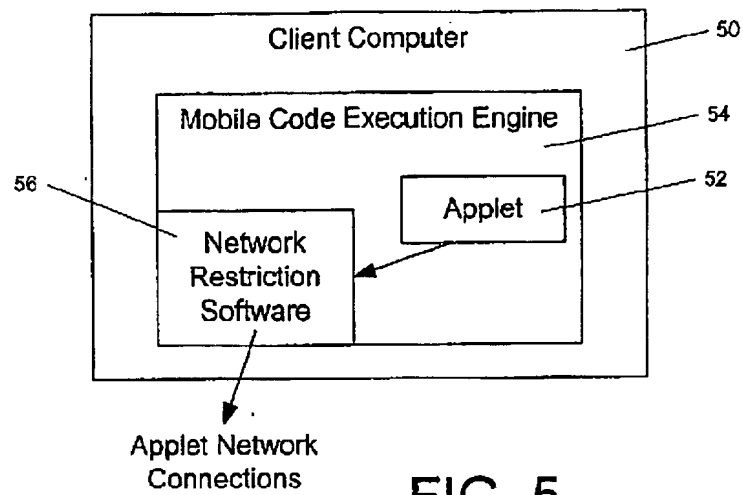 Client Computer
50
Mobile Code Execution Engine
54
56
52
Applet
Network
Restriction
Software
Applet Network
Connections
FIG. 5